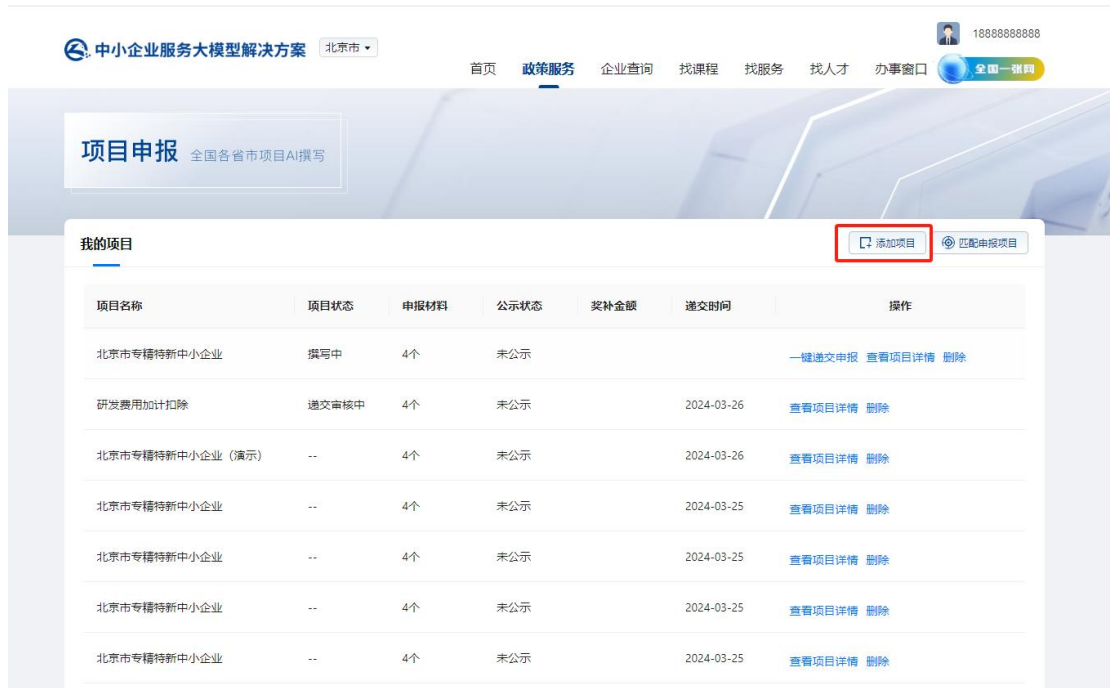 中小企业服务大模型解决方案 北京市
18888888888
首页 政策服务 企业查询 找课程 找服务 找人才 办事窗口 全国一张网
项目申报 全国各省市项目AI撰写
我的项目 添加项目 匹配申报项目
项目名称 项目状态 申报材料 公示状态 奖补金额 递交时间 操作
北京市专精特新中小企业 撰写中 4个 未公示 一键递交申报 查看项目详情 删除
研发费用加计扣除 递交审核中 4个 未公示 2024-03-26 查看项目详情 删除
北京市专精特新中小企业（演示） -- 4个 未公示 2024-03-26 查看项目详情 删除
北京市专精特新中小企业 -- 4个 未公示 2024-03-25 查看项目详情 删除
北京市专精特新中小企业 -- 4个 未公示 2024-03-25 查看项目详情 删除
北京市专精特新中小企业 -- 4个 未公示 2024-03-25 查看项目详情 删除
北京市专精特新中小企业 -- 4个 未公示 2024-03-25 查看项目详情 删除